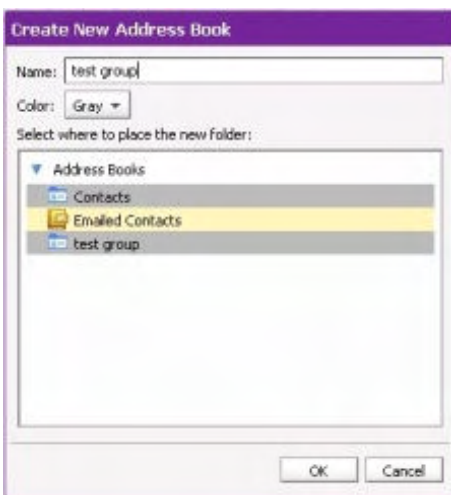 Create New Address Book
Name: test group
Color: Gray
Select where to place the new folder:
Address Books
Contacts
Emailed Contacts
test group
OK Cancel